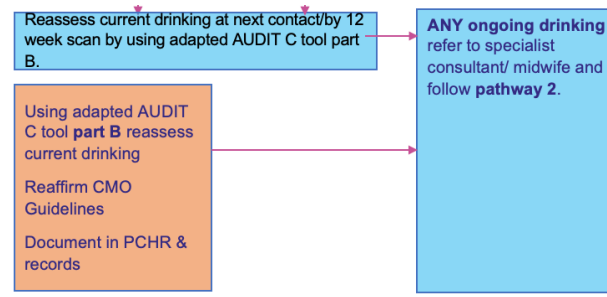 Reassess current drinking at next contact/by 12
week scan by using adapted AUDIT C tool part
B.
ANY ongoing drinking
refer to specialist
consultant/ midwife and
follow pathway 2.
Using adapted AUDIT
C tool part B reassess
current drinking
Reaffirm CMO
Guidelines
Document in PCHR &
records